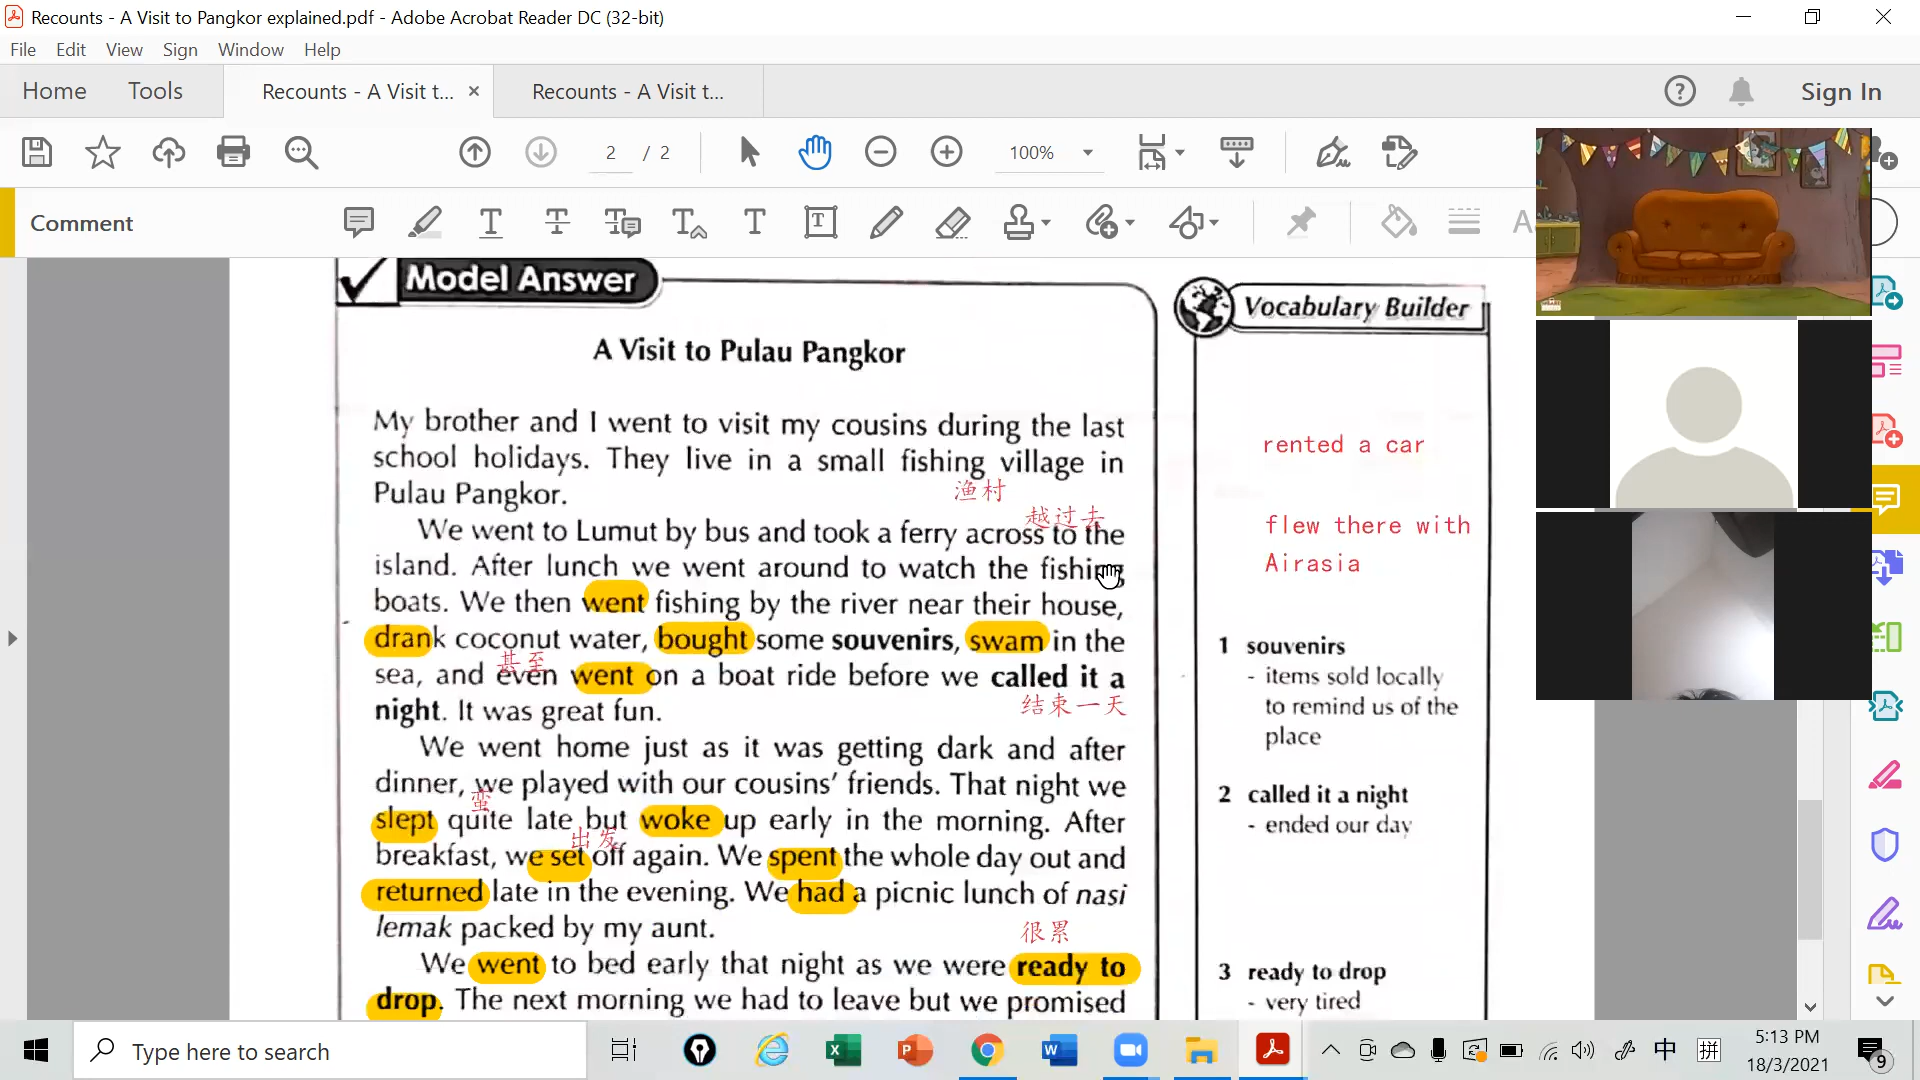 Recounts - A Visit to Pangkor explained.pdf - Adobe Acrobat Reader DC (32-bit)
File Edit View Sign Window Help
Home Tools Recounts - A Visit t... × Recounts - A Visit t... Sign In
2 / 2 100%
Comment
Model Answer
A Visit to Pulau Pangkor
My brother and I went to visit my cousins during the last
school holidays. They live in a small fishing village in
Pulau Pangkor.
渔村
越过去
We went to Lumut by bus and took a ferry across to the
island. After lunch we went around to watch the fishing
boats. We then went fishing by the river near their house,
drank coconut water, bought some souvenirs, swam in the
甚至
sea, and even went on a boat ride before we called it a
night. It was great fun.
结束一天
We went home just as it was getting dark and after
dinner, we played with our cousins' friends. That night we
蛮
slept quite late but woke up early in the morning. After
出发
breakfast, we set off again. We spent the whole day out and
returned late in the evening. We had a picnic lunch of nasi
lemak packed by my aunt.
很累
We went to bed early that night as we were ready to
drop. The next morning we had to leave but we promised
Vocabulary Builder
rented a car
flew there with
Airasia
1 souvenirs
- items sold locally
to remind us of the
place
2 called it a night
- ended our day
3 ready to drop
- very tired
Type here to search
中 拼
5:13 PM
18/3/2021
9